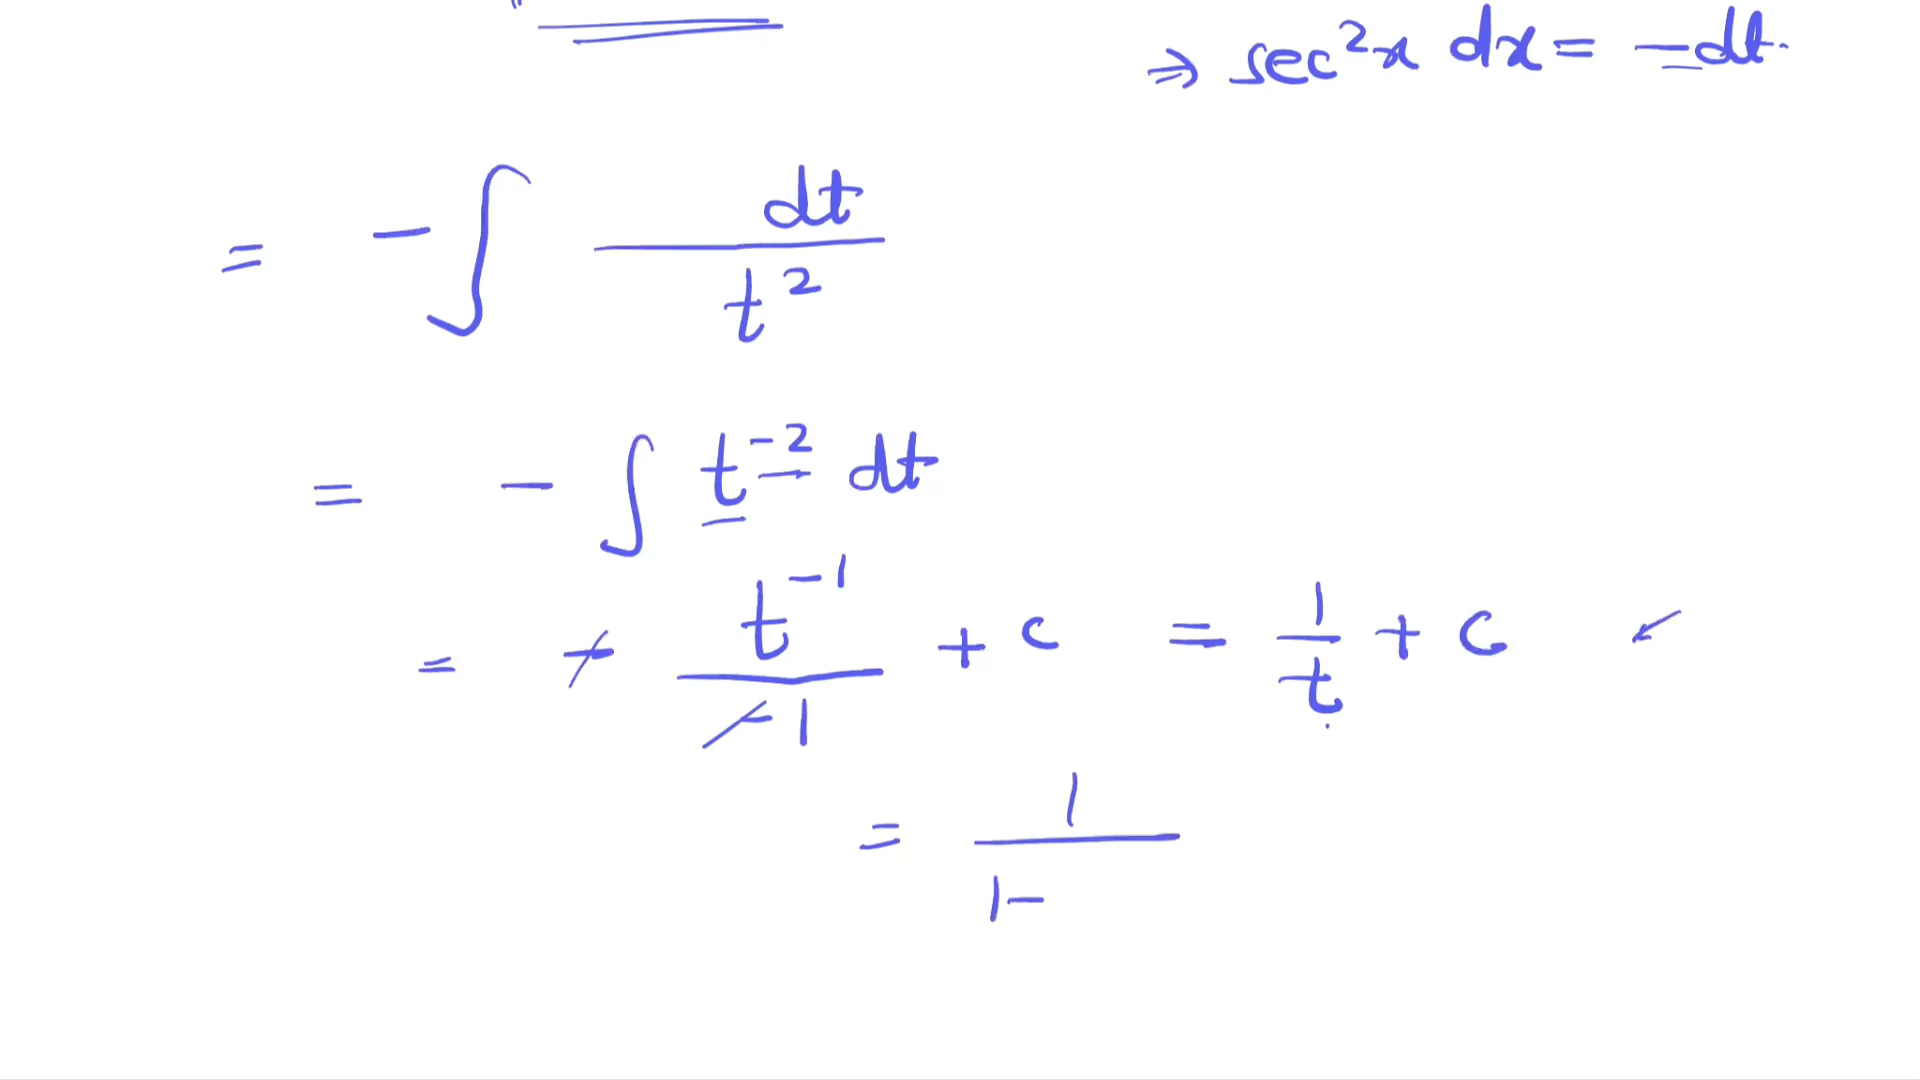 ⇒ sec²x dx = -dt.
= -∫ dt / t²
= -∫ t⁻² dt
= - t⁻¹ / -1 + c = 1/t + c
= 1 / 1-